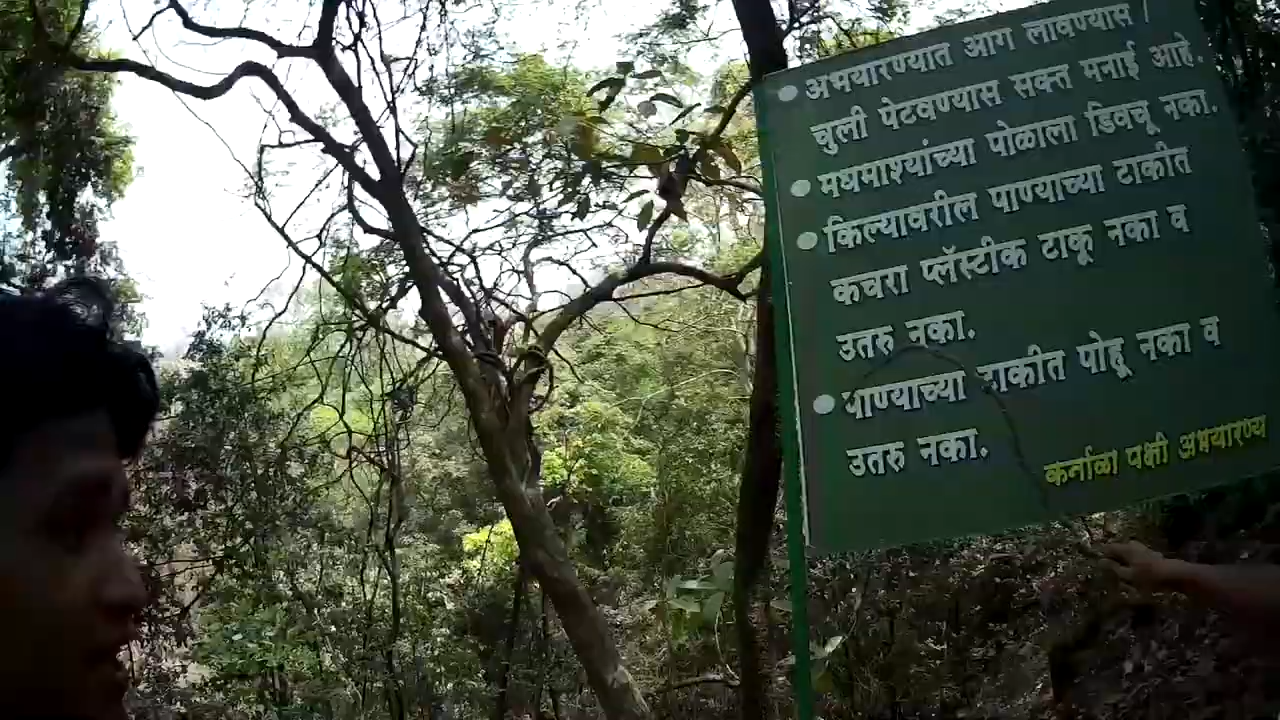 • अभयारण्यात आग लावण्यास /
चुली पेटवण्यास सक्त मनाई आहे.
• मधमाश्यांच्या पोळाला डिवचू नका.
• किल्यावरील पाण्याच्या टाकीत
कचरा प्लॅस्टीक टाकू नका व
उतरु नका.
• पाण्याच्या टाकीत पोहू नका व
उतरु नका.
कर्नाळा पक्षी अभयारण्य